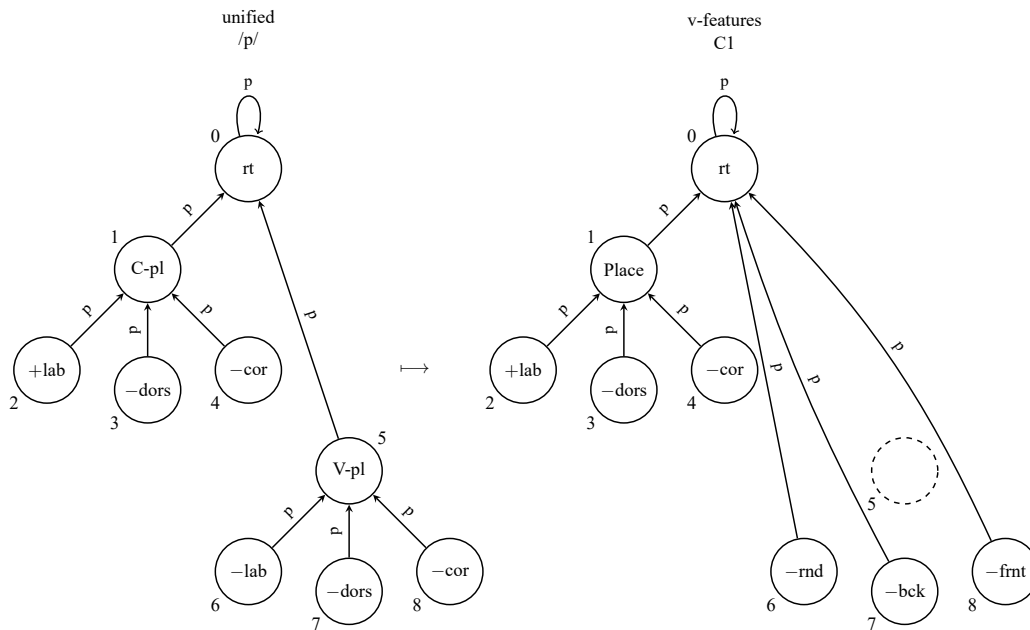 unified
/p/
v-features
C1
p
p
0
rt
0
rt
p
p
1
C-pl
1
Place
p
p
p
p
p
p
p
p
p
p
+lab
−dors
−cor
⟼
+lab
−dors
−cor
2
3
4
2
3
4
5
V-pl
5
p
p
p
−lab
−dors
−cor
−rnd
−bck
−frnt
6
7
8
6
7
8